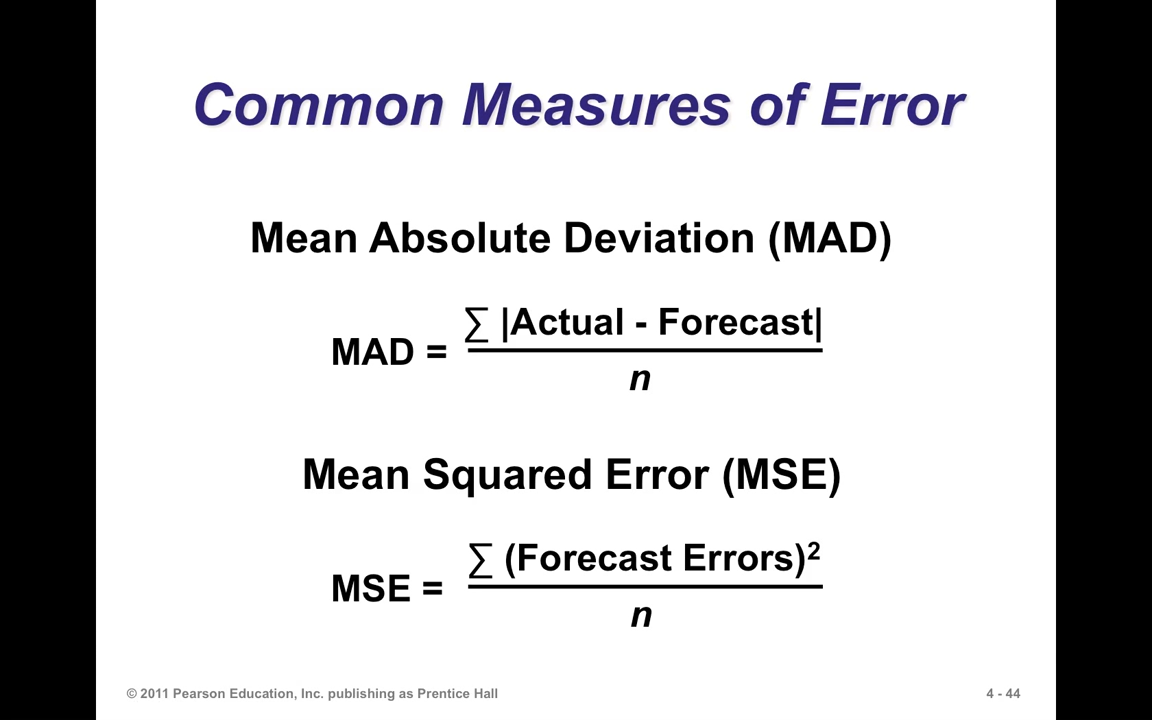 Common Measures of Error
Mean Absolute Deviation (MAD)
MAD = ∑ |Actual - Forecast|
n
Mean Squared Error (MSE)
MSE = ∑ (Forecast Errors)²
n
© 2011 Pearson Education, Inc. publishing as Prentice Hall
4 - 44